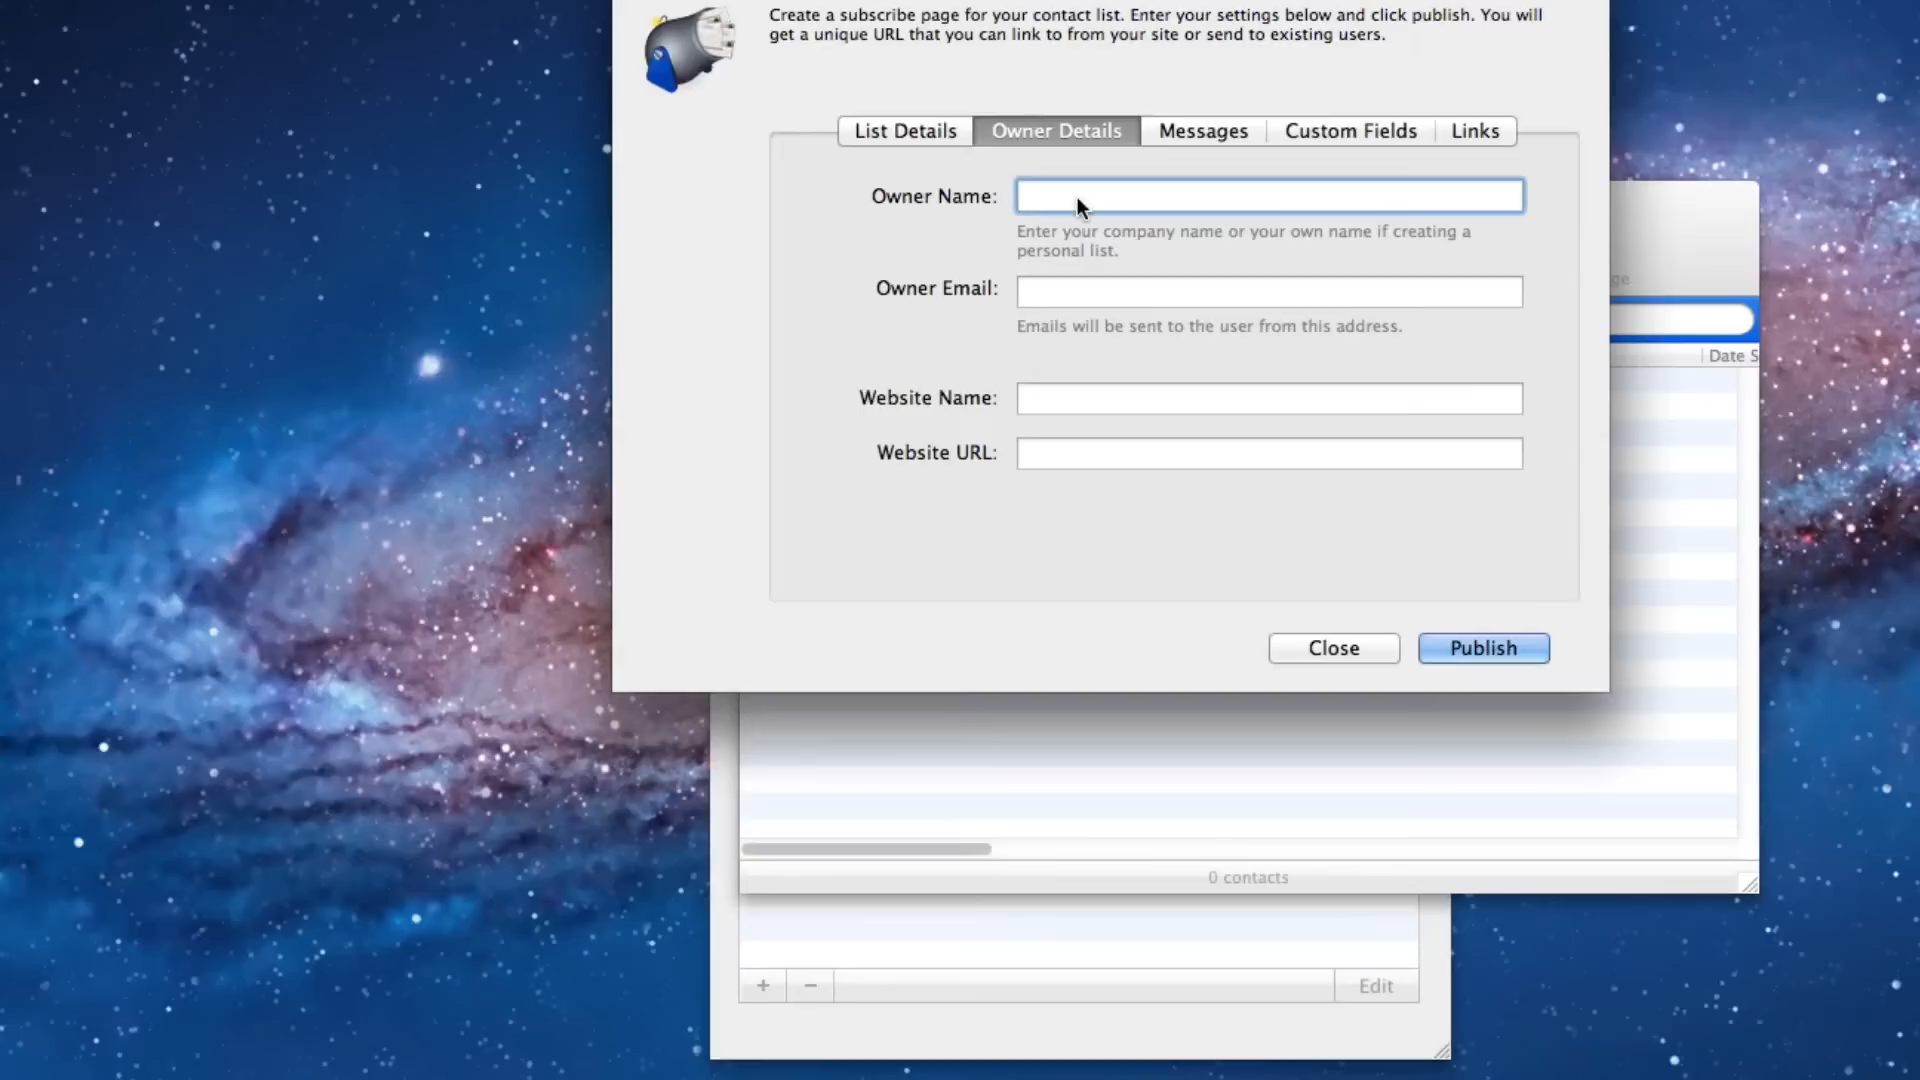 Create a subscribe page for your contact list. Enter your settings below and click publish. You will
get a unique URL that you can link to from your site or send to existing users.
List Details
Owner Details
Messages
Custom Fields
Links
Owner Name:
Enter your company name or your own name if creating a
personal list.
Owner Email:
Emails will be sent to the user from this address.
Website Name:
Website URL:
Close
Publish
Date S
0 contacts
+
−
Edit